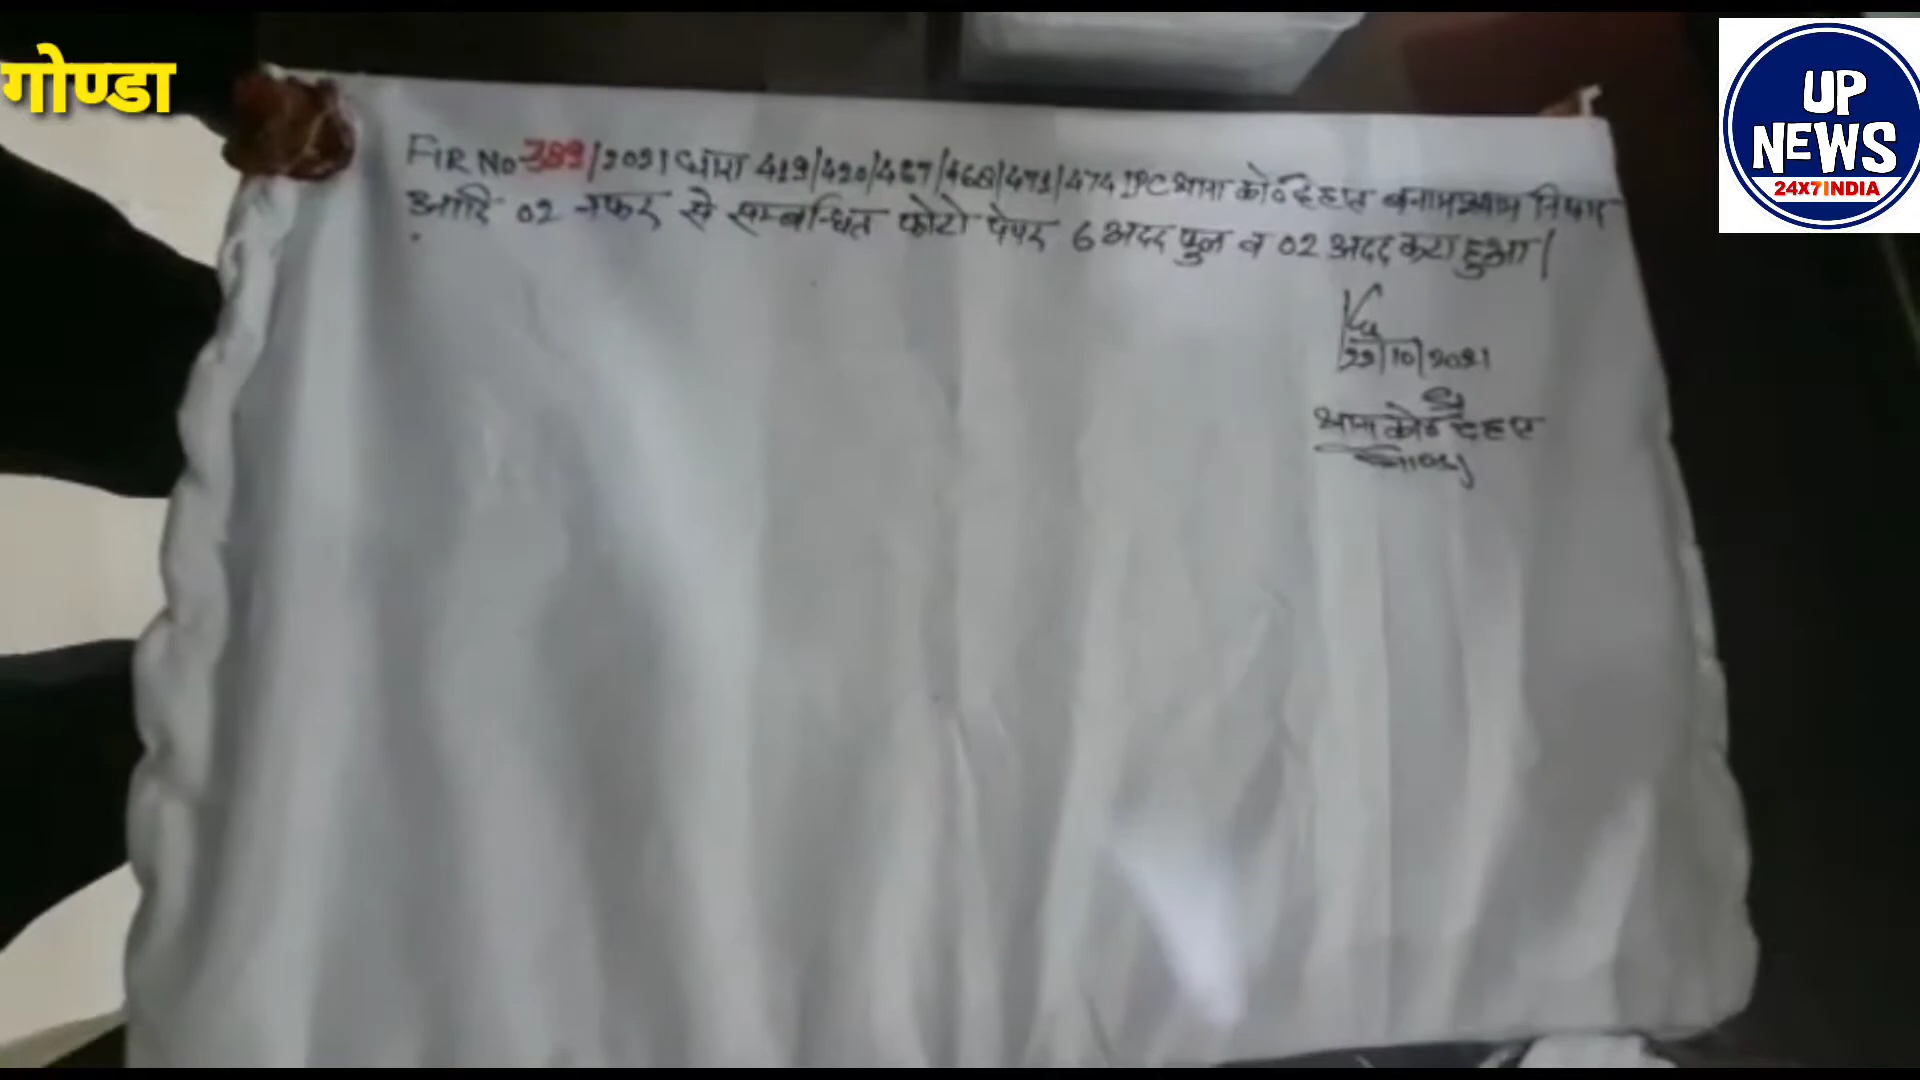 गोण्डा
UP
NEWS
24X7INDIA
FIR No 389/2021 धारा 419/420/467/468/471/474 IPC थाना को० देहात बनाम श्याम निषाद
आदि 02 नफर से सम्बन्धित फोटो पेपर 6 अदद फुल व 02 अदद कटा हुआ।
22/10/2021
थाना को० देहात
गोण्डा